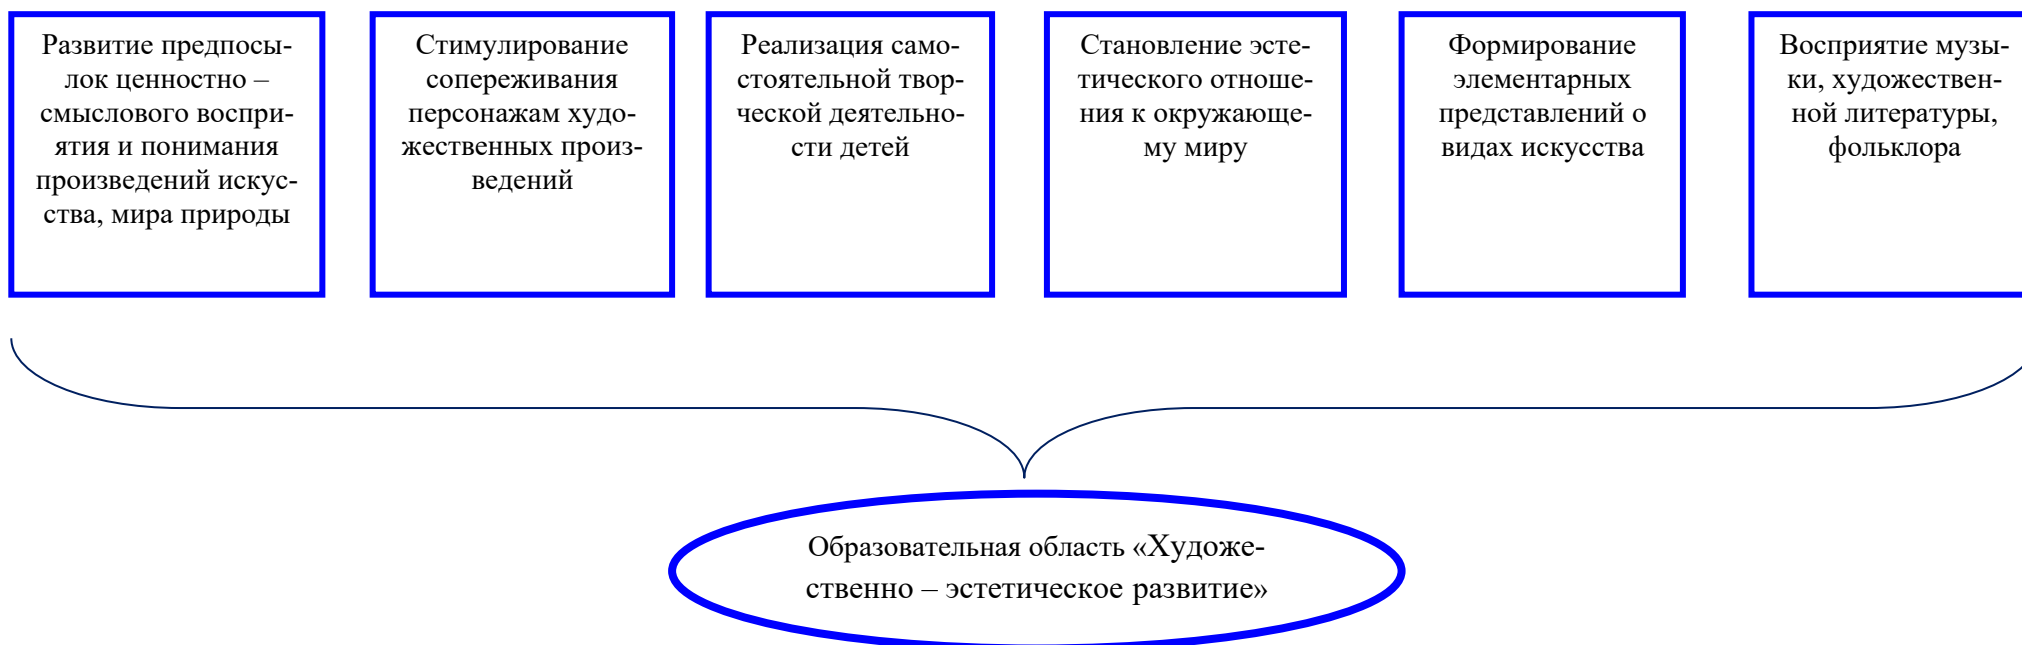 Развитие предпосы-
лок ценностно –
смыслового воспри-
ятия и понимания
произведений искус-
ства, мира природы
Стимулирование
сопереживания
персонажам худо-
жественных произ-
ведений
Реализация само-
стоятельной твор-
ческой деятельно-
сти детей
Становление эсте-
тического отноше-
ния к окружающе-
му миру
Формирование
элементарных
представлений о
видах искусства
Восприятие музы-
ки, художествен-
ной литературы,
фольклора
Образовательная область «Художе-
ственно – эстетическое развитие»